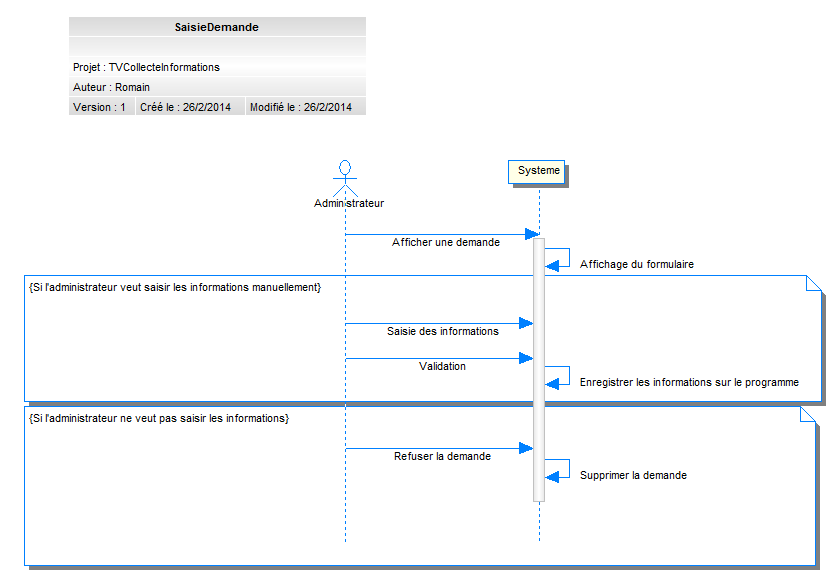 SaisieDemande
Projet : TVCollecteInformations
Auteur : Romain
Version : 1 Créé le : 26/2/2014 Modifié le : 26/2/2014
Systeme
Administrateur
Afficher une demande
Affichage du formulaire
{Si l'administrateur veut saisir les informations manuellement}
Saisie des informations
Validation
Enregistrer les informations sur le programme
{Si l'administrateur ne veut pas saisir les informations}
Refuser la demande
Supprimer la demande